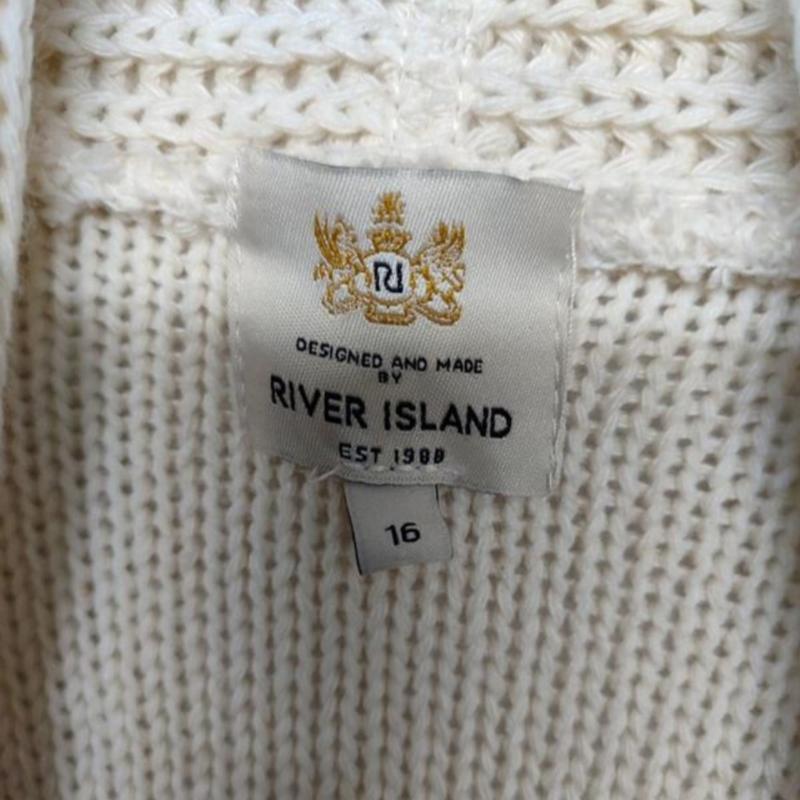 RI
DESIGNED AND MADE
BY
RIVER ISLAND
EST 1988
16